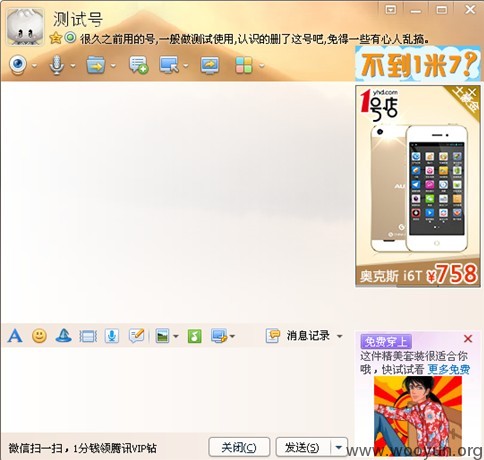 测试号
很久之前用的号,一般做测试使用,认识的删了这号吧,免得一些有心人乱搞。
不到1米7?
yhd.com
1号店
土豪金
奥克斯 i6T ¥758
消息记录
免费穿上
这件精美套装很适合你
哦，快试试看 更多免费
微信扫一扫，1分钱领腾讯VIP钻
关闭(C)
发送(S)
www.wooyun.org